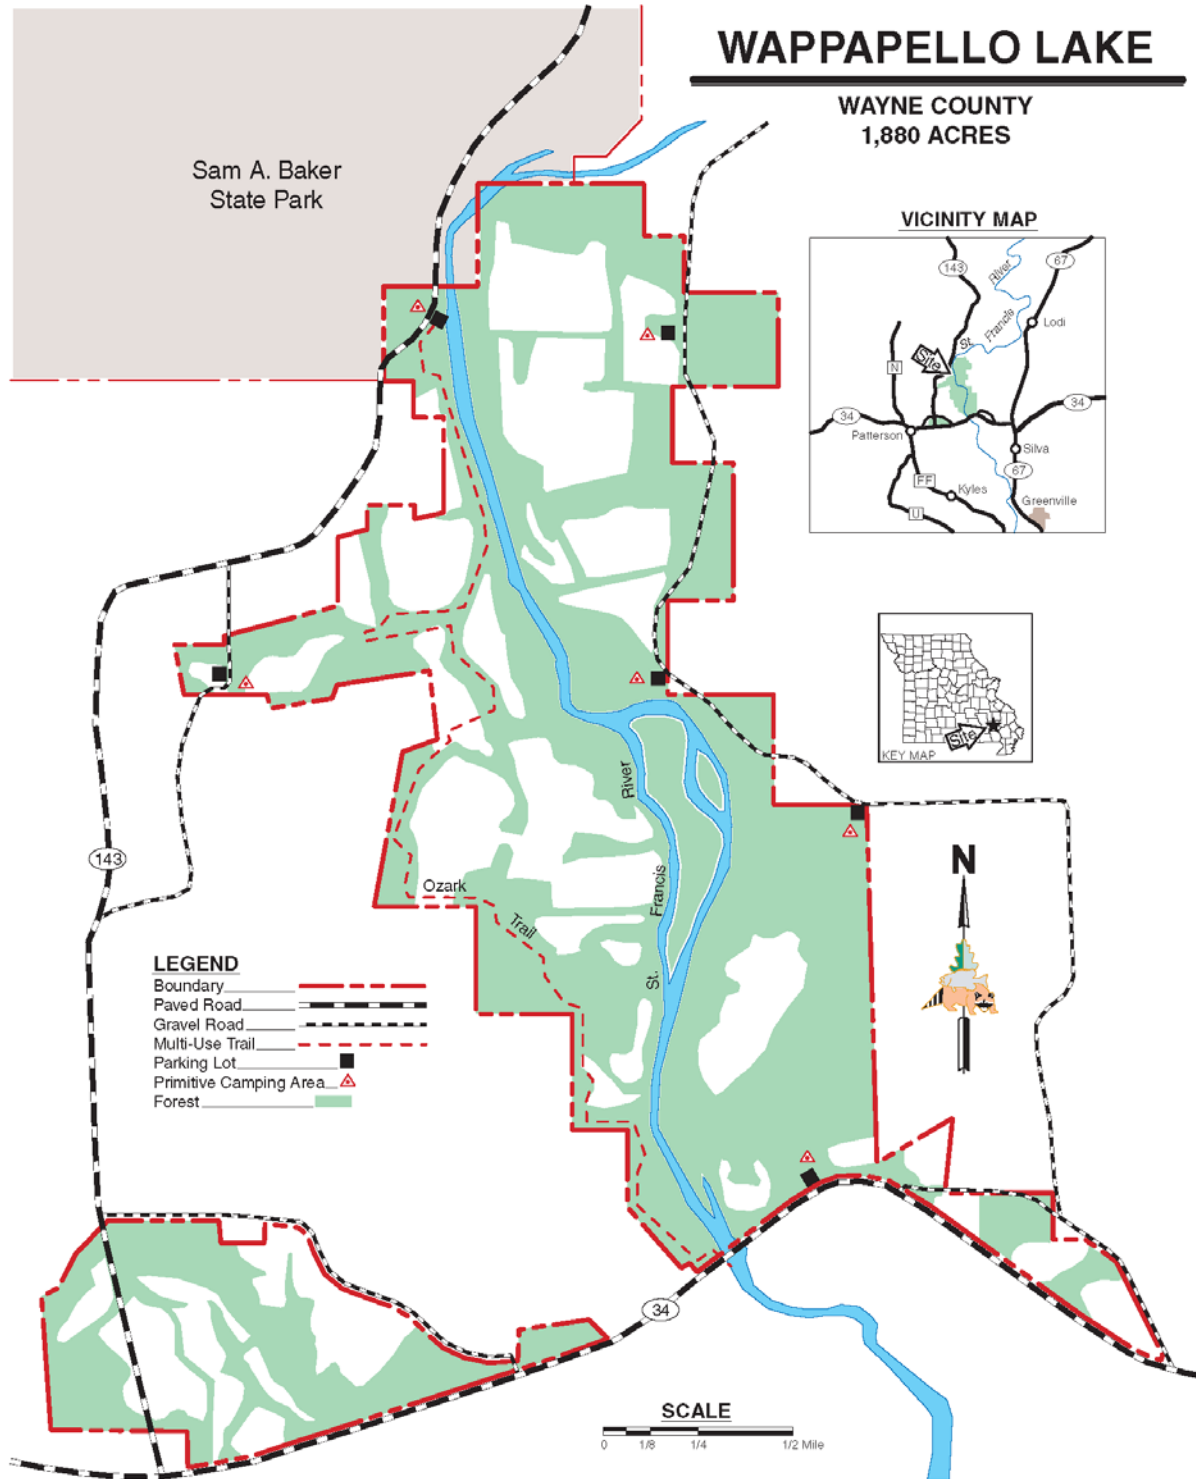 WAPPAPELLO LAKE
WAYNE COUNTY
1,880 ACRES
Sam A. Baker
State Park
VICINITY MAP
143
River
67
Francis
Lodi
St.
Site
N
34
34
Patterson
Silva
67
FF
Kyles
Greenville
U
Site
KEY MAP
River
143
Francis
N
Ozark
Trail
St.
LEGEND
Boundary
Paved Road
Gravel Road
Multi-Use Trail
Parking Lot
Primitive Camping Area
Forest
34
SCALE
0 1/8 1/4 1/2 Mile